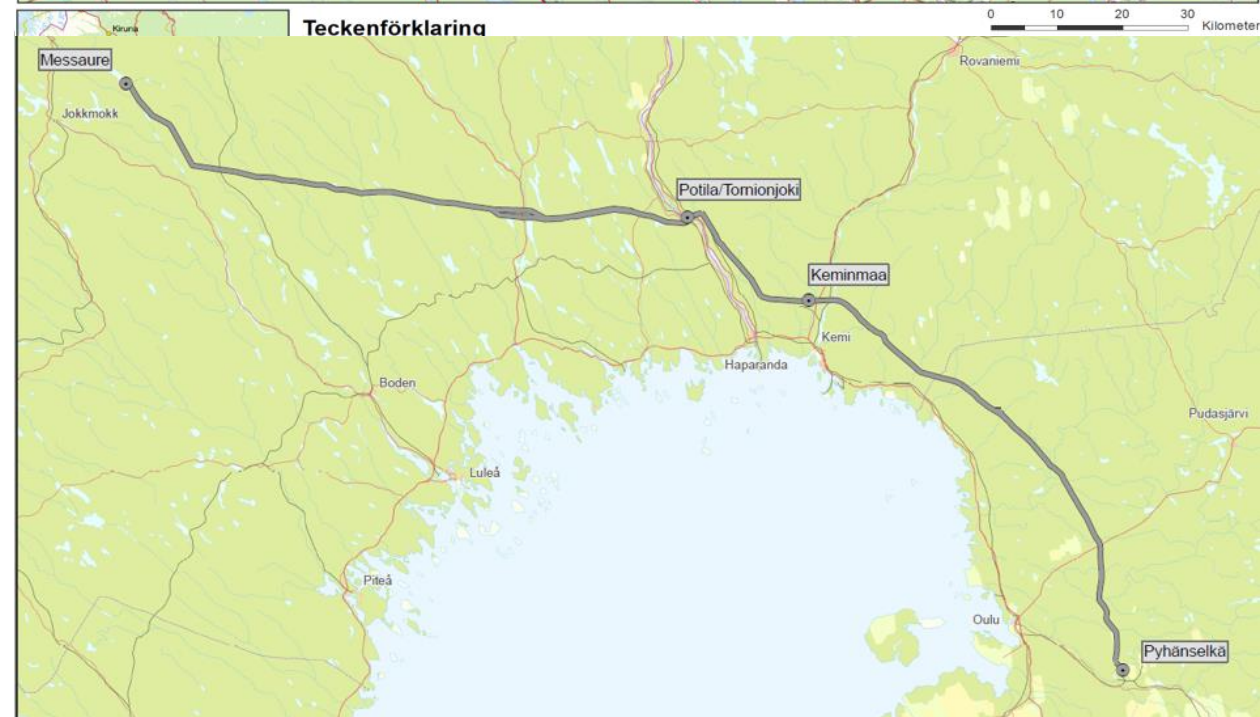 Kiruna
Teckenförklaring
0 10 20 30
Kilometer
Messaure
Rovaniemi
Jokkmokk
Potila/Tornionjoki
Keminmaa
Kemi
Haparanda
Boden
Pudasjärvi
Luleå
Piteå
Oulu
Pyhänselkä